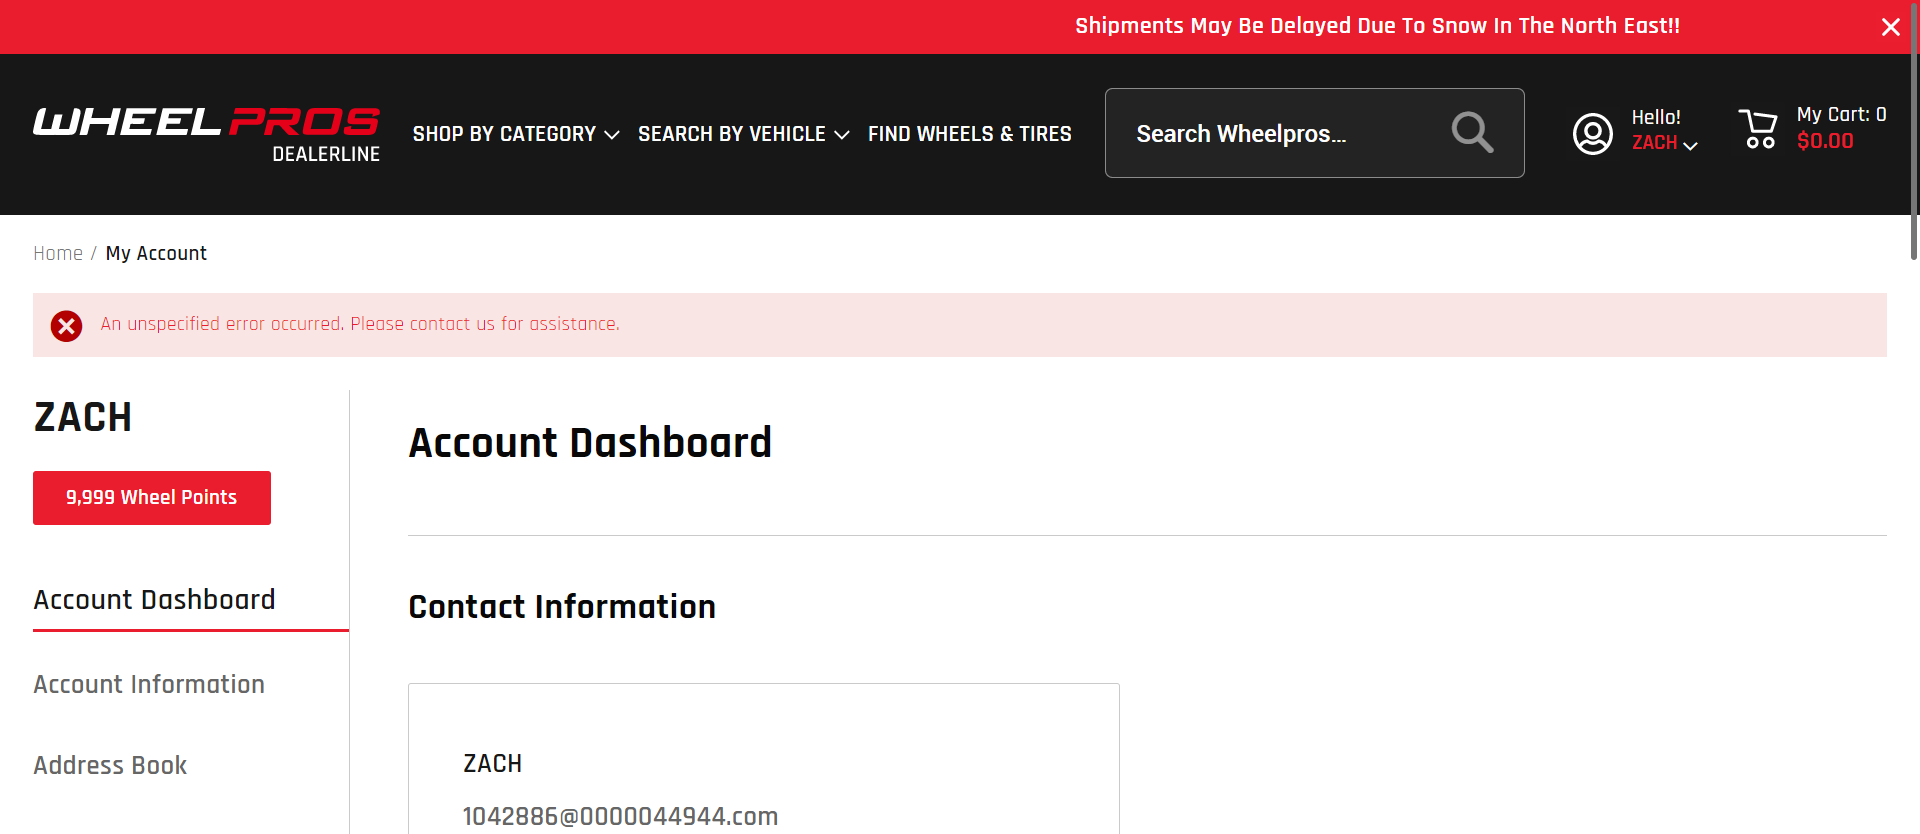 Shipments May Be Delayed Due To Snow In The North East!!
WHEEL PROS
DEALERLINE
SHOP BY CATEGORY
SEARCH BY VEHICLE
FIND WHEELS & TIRES
Search Wheelpros...
Hello!
ZACH
My Cart: 0
$0.00
Home / My Account
An unspecified error occurred. Please contact us for assistance.
ZACH
9,999 Wheel Points
Account Dashboard
Account Information
Address Book
Account Dashboard
Contact Information
ZACH
1042886@0000044944.com